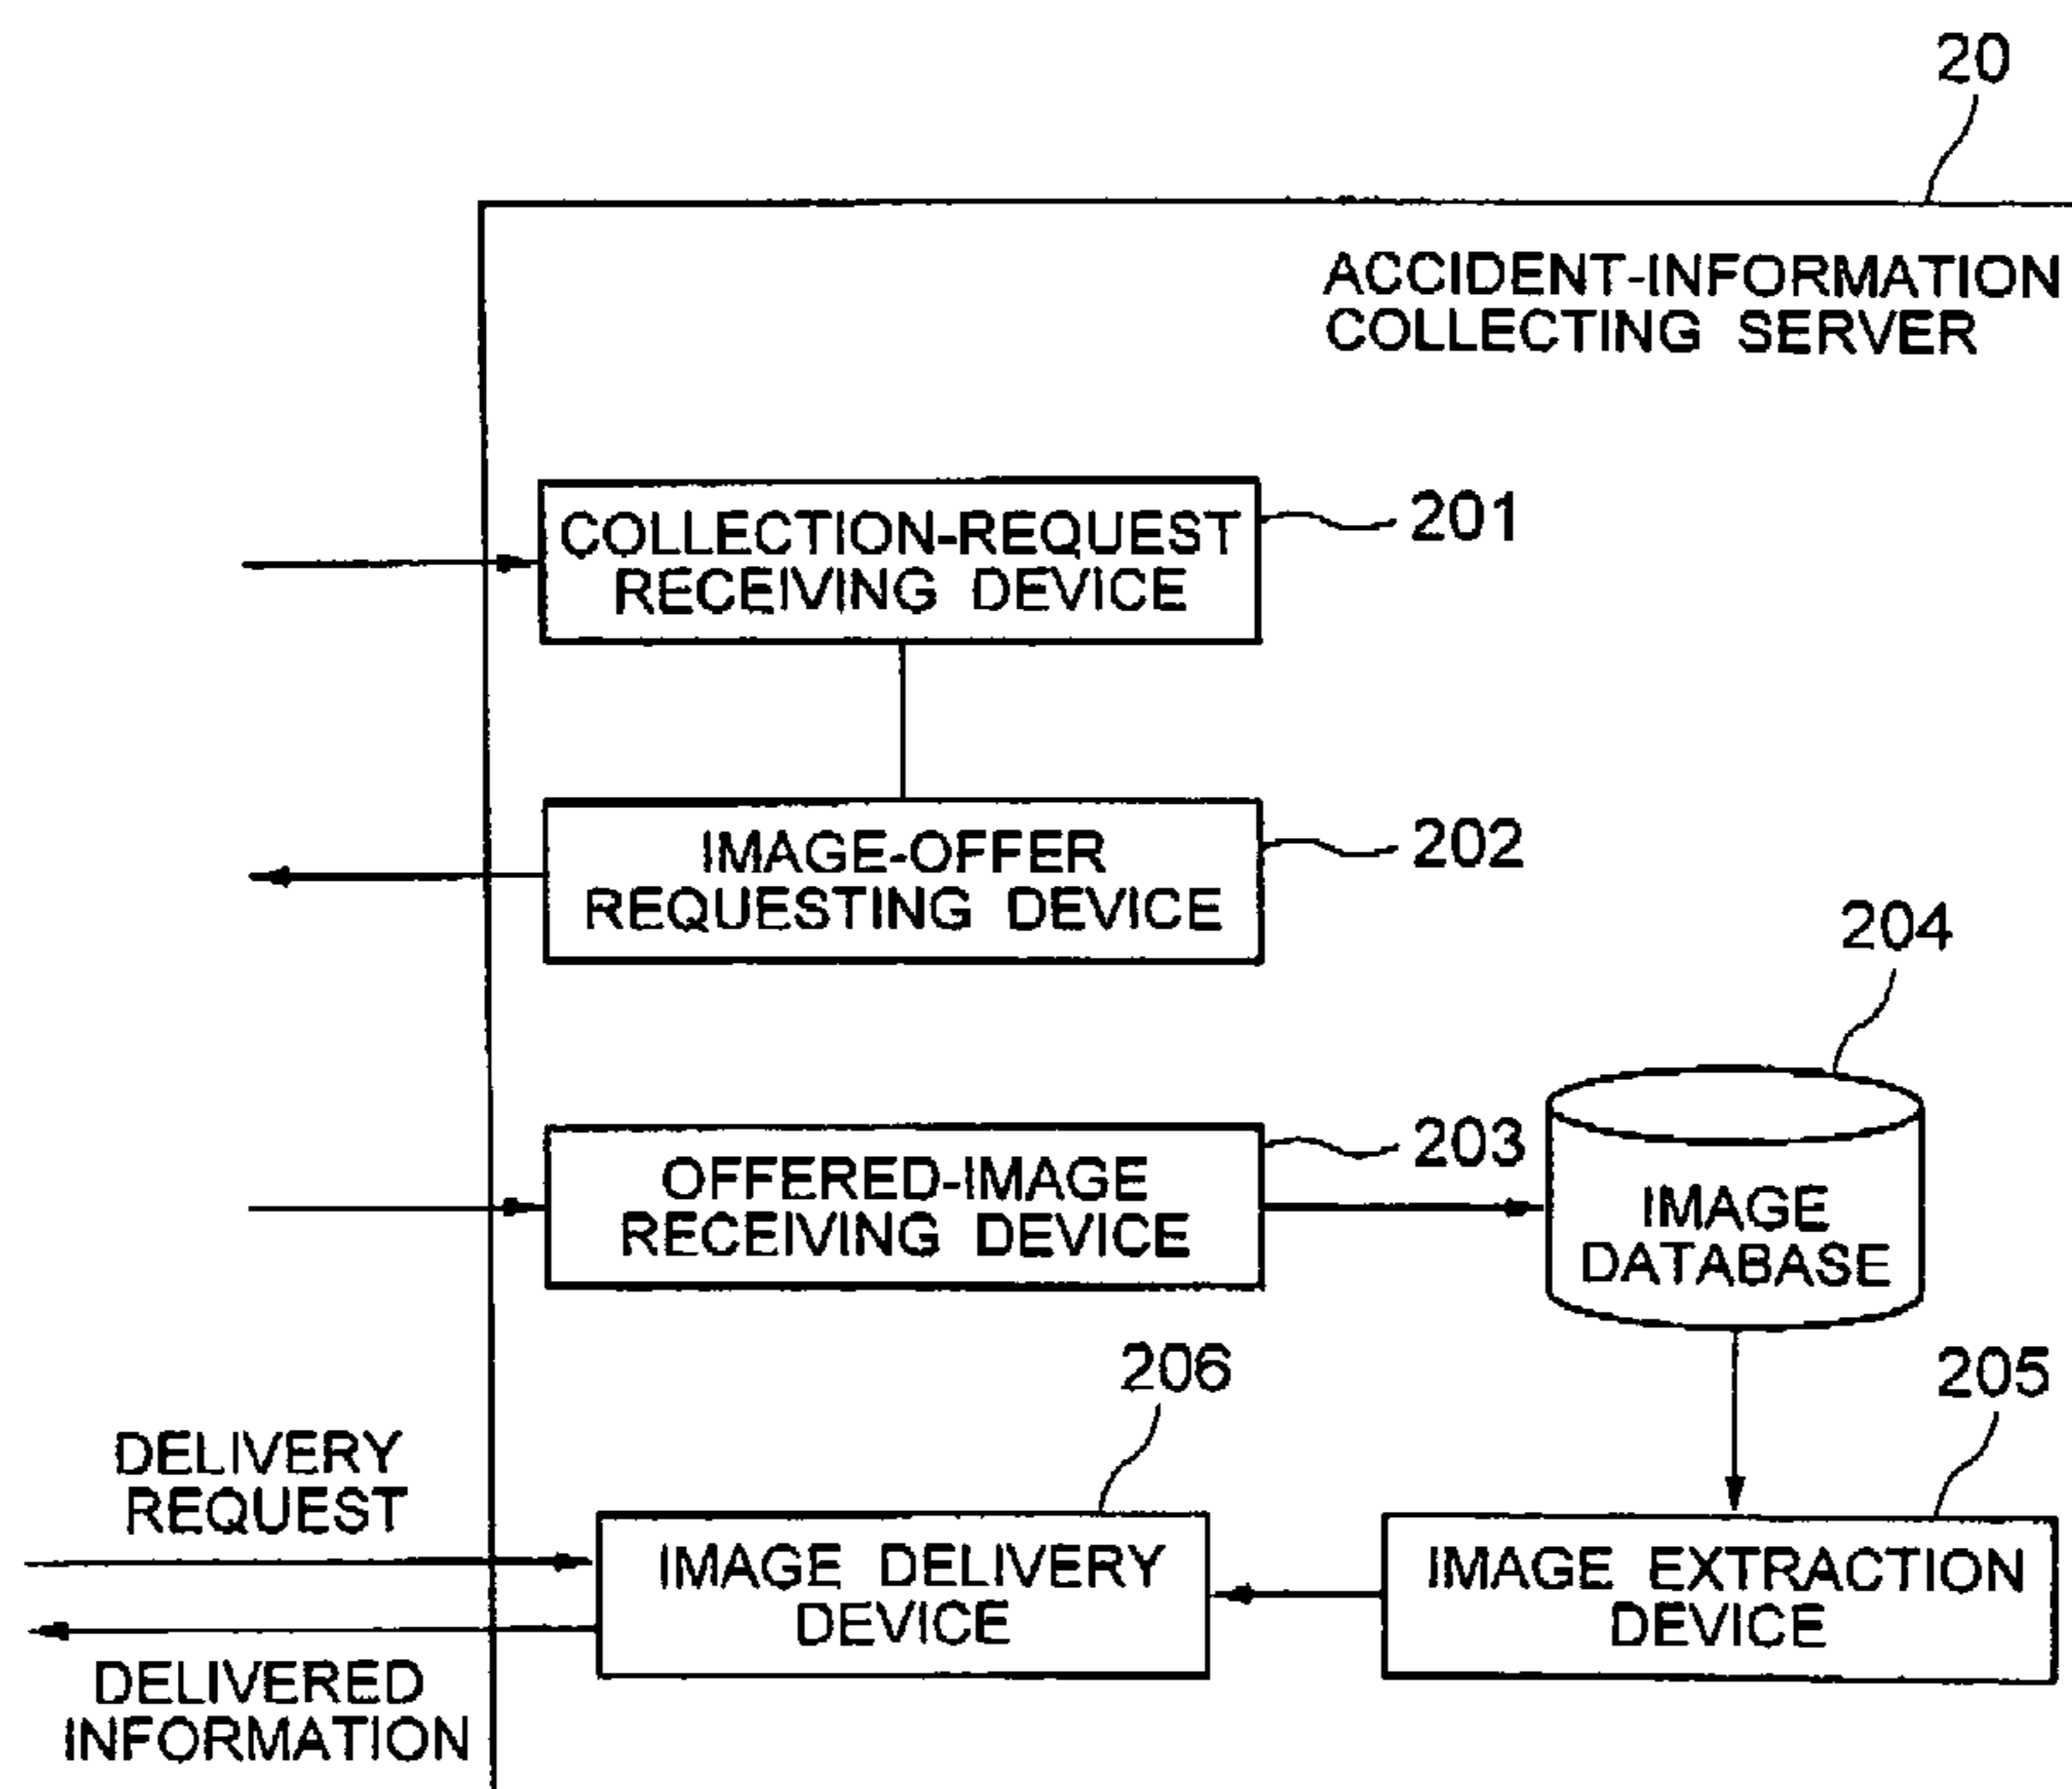 20
ACCIDENT-INFORMATION
COLLECTING SERVER
COLLECTION-REQUEST
RECEIVING DEVICE
201
IMAGE-OFFER
REQUESTING DEVICE
202
204
OFFERED-IMAGE
RECEIVING DEVICE
203
IMAGE
DATABASE
206
205
DELIVERY
REQUEST
IMAGE DELIVERY
DEVICE
IMAGE EXTRACTION
DEVICE
DELIVERED
INFORMATION